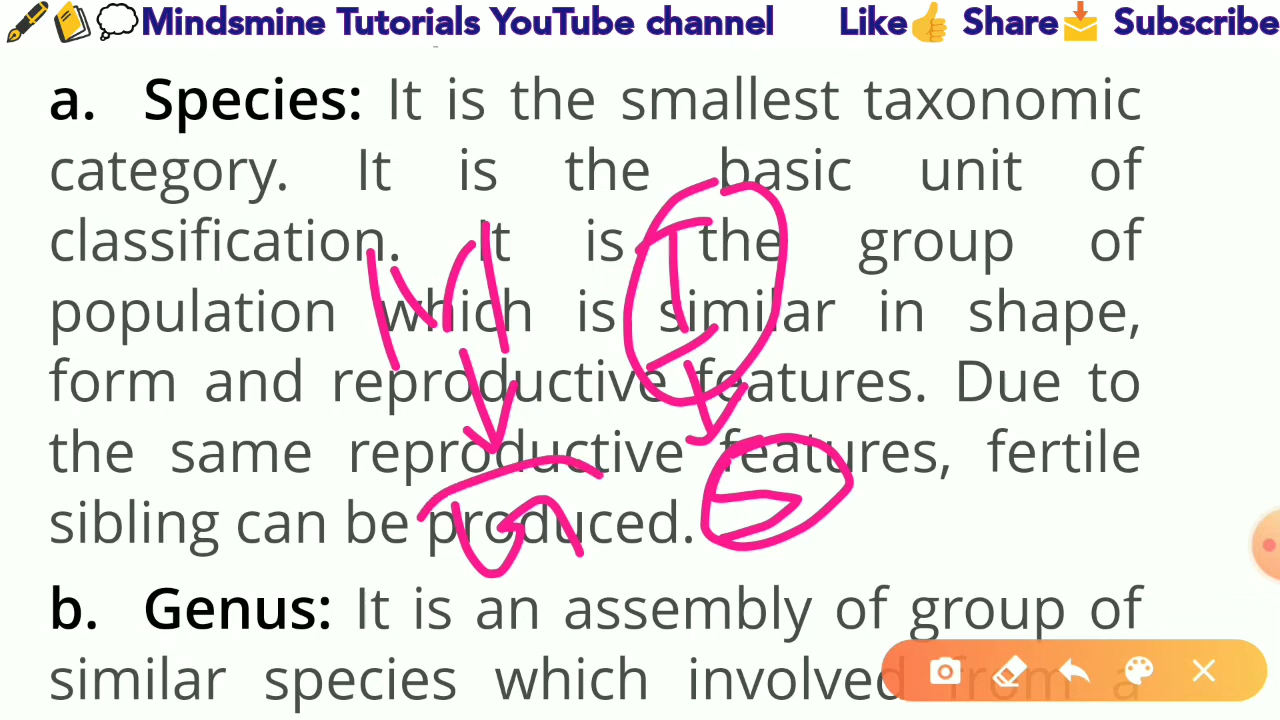 Mindsmine Tutorials YouTube channel Like Share Subscribe
a. Species: It is the smallest taxonomic
category. It is the basic unit of
classification. It is the group of
population which is similar in shape,
form and reproductive features. Due to
the same reproductive features, fertile
sibling can be produced.
b. Genus: It is an assembly of group of
similar species which involved from a